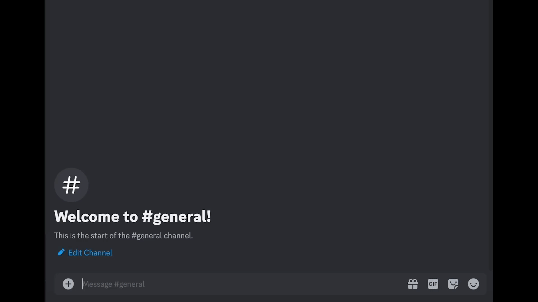 #
Welcome to #general!
This is the start of the #general channel.
Edit Channel
Message #general
GIF